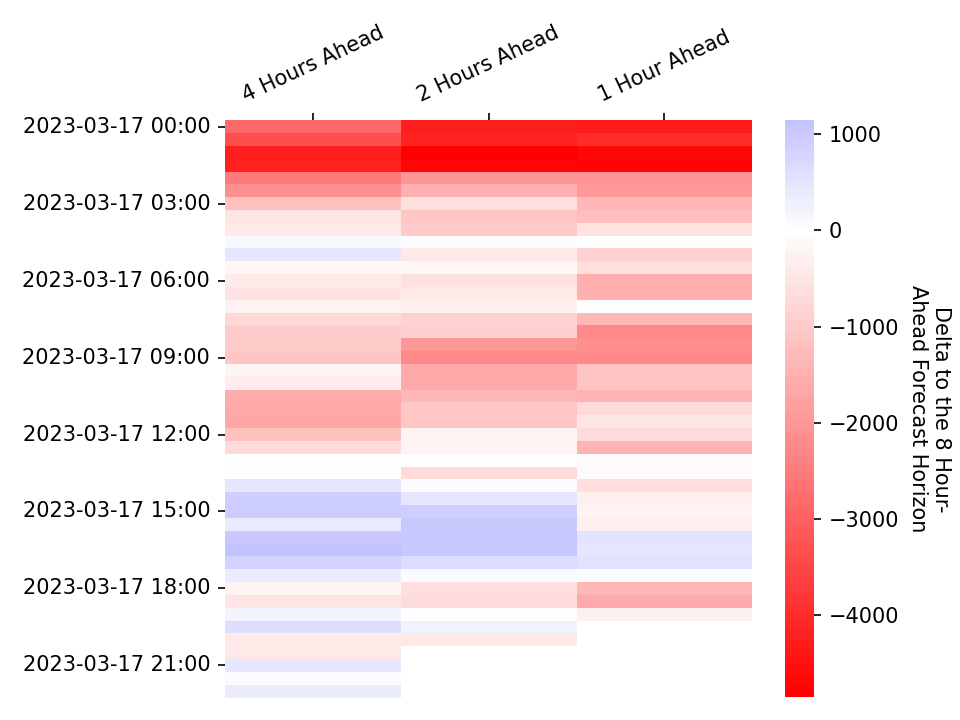 4 Hours Ahead
2 Hours Ahead
1 Hour Ahead
2023-03-17 00:00
2023-03-17 03:00
2023-03-17 06:00
2023-03-17 09:00
2023-03-17 12:00
2023-03-17 15:00
2023-03-17 18:00
2023-03-17 21:00
1000
0
−1000
−2000
−3000
−4000
Delta to the 8 Hour-
Ahead Forecast Horizon